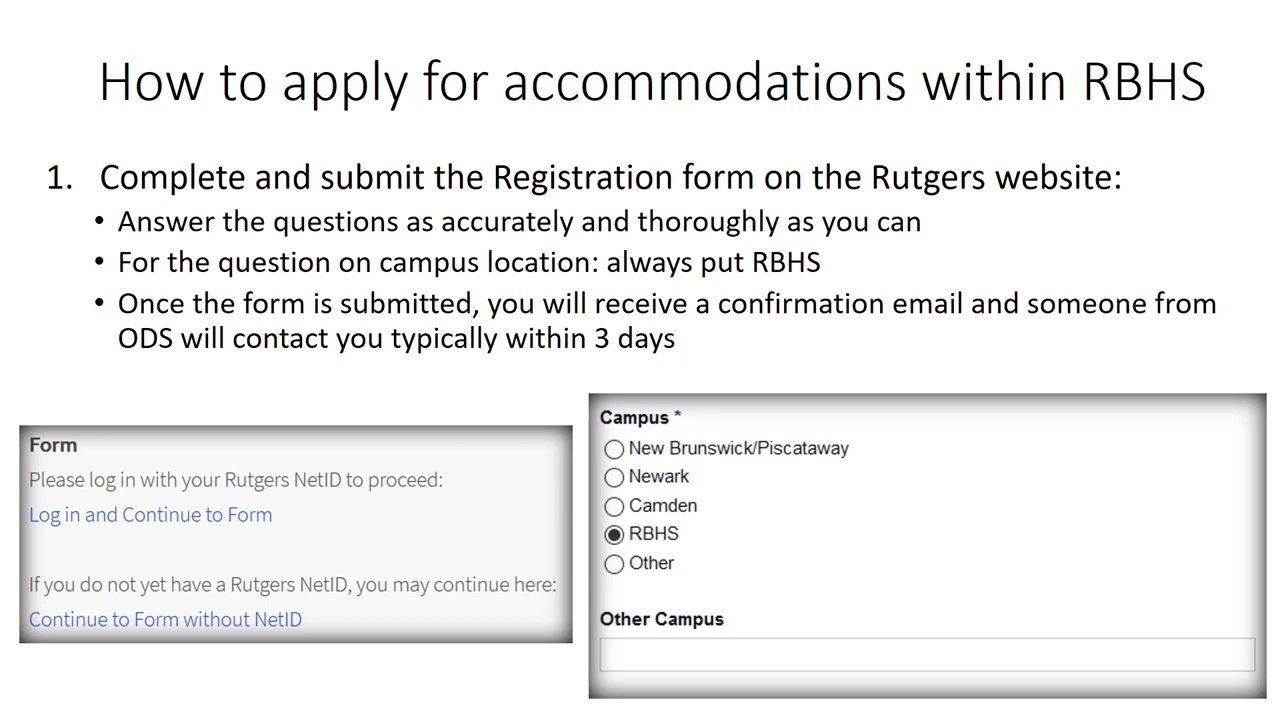 How to apply for accommodations within RBHS
1. Complete and submit the Registration form on the Rutgers website:
• Answer the questions as accurately and thoroughly as you can
• For the question on campus location: always put RBHS
• Once the form is submitted, you will receive a confirmation email and someone from
ODS will contact you typically within 3 days
Form
Please log in with your Rutgers NetID to proceed:
Log in and Continue to Form
If you do not yet have a Rutgers NetID, you may continue here:
Continue to Form without NetID
Campus *
New Brunswick/Piscataway
Newark
Camden
RBHS
Other
Other Campus